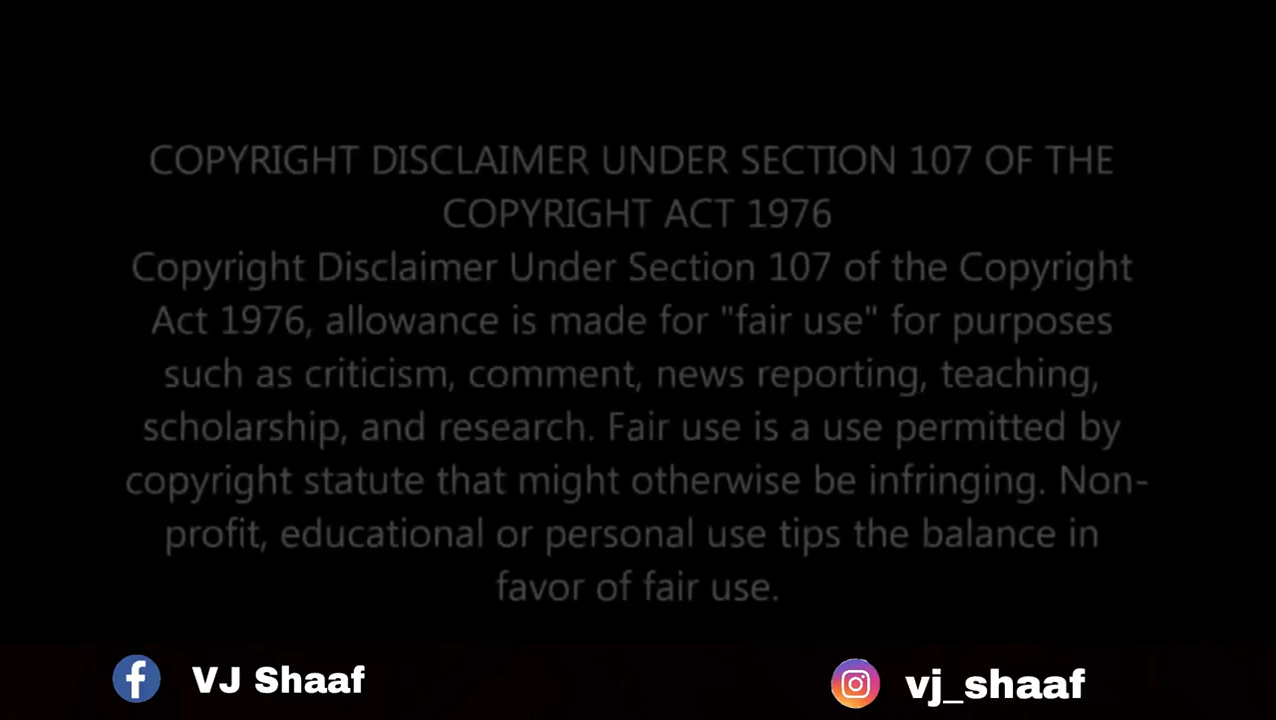 COPYRIGHT DISCLAIMER UNDER SECTION 107 OF THE
COPYRIGHT ACT 1976
Copyright Disclaimer Under Section 107 of the Copyright
Act 1976, allowance is made for "fair use" for purposes
such as criticism, comment, news reporting, teaching,
scholarship, and research. Fair use is a use permitted by
copyright statute that might otherwise be infringing. Non-
profit, educational or personal use tips the balance in
favor of fair use.
VJ Shaaf
vj_shaaf